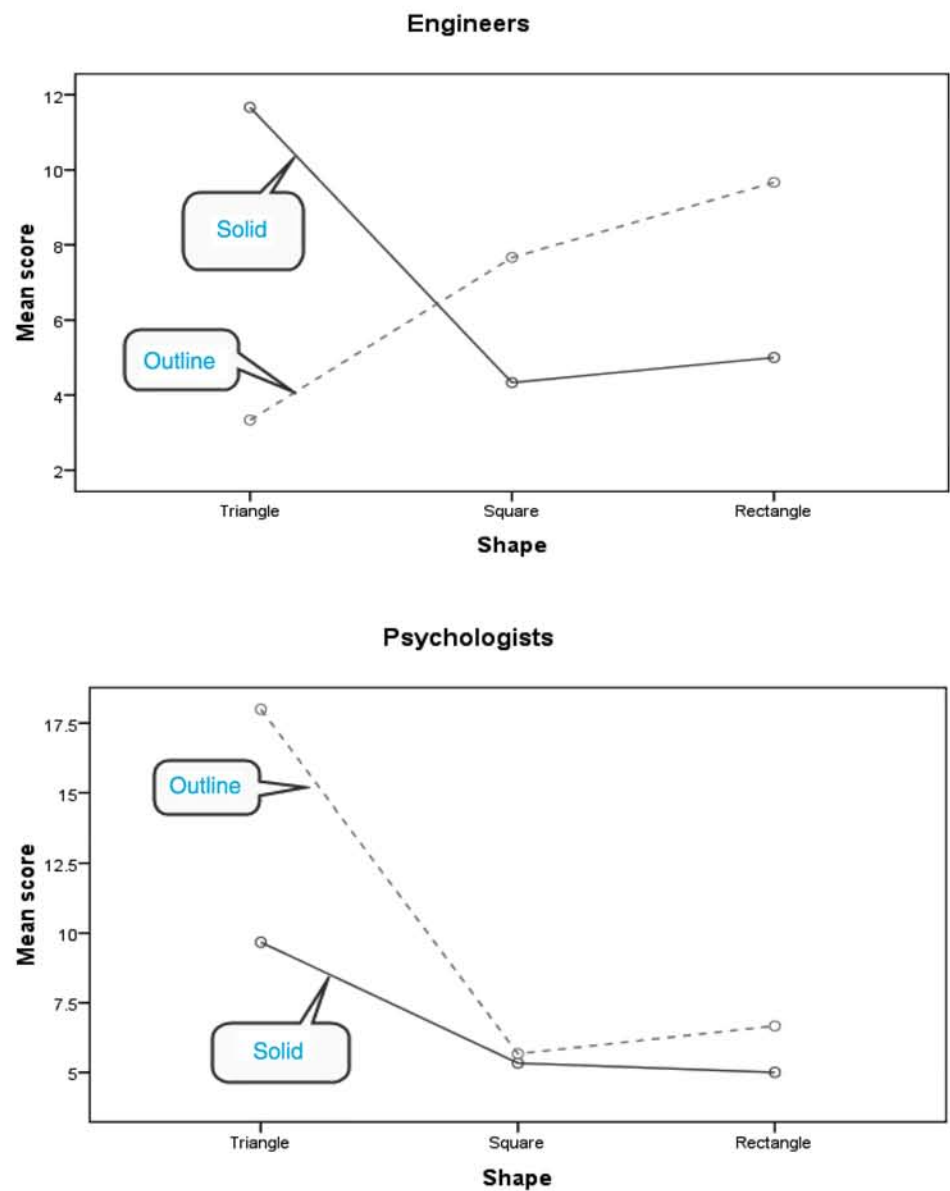 Engineers
12
10
8
6
4
2
Mean score
Solid
Outline
Triangle
Square
Rectangle
Shape
Psychologists
17.5
15
12.5
10
7.5
5
Mean score
Outline
Solid
Triangle
Square
Rectangle
Shape